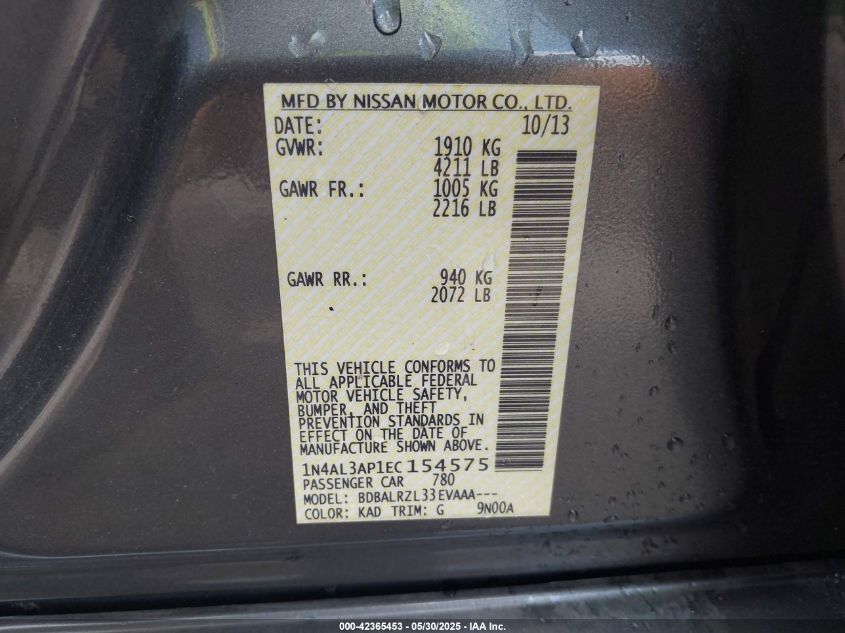 MFD BY NISSAN MOTOR CO., LTD.
DATE: 10/13
GVWR: 1910 KG
4211 LB
GAWR FR.: 1005 KG
2216 LB
GAWR RR.: 940 KG
2072 LB
THIS VEHICLE CONFORMS TO
ALL APPLICABLE FEDERAL
MOTOR VEHICLE SAFETY,
BUMPER, AND THEFT
PREVENTION STANDARDS IN
EFFECT ON THE DATE OF
MANUFACTURE SHOWN ABOVE.
1N4AL3AP1EC154575
PASSENGER CAR 780
MODEL: BDBALRZL33EVAAA---
COLOR: KAD TRIM: G 9N00A
000-42365453 - 05/30/2025 - IAA Inc.